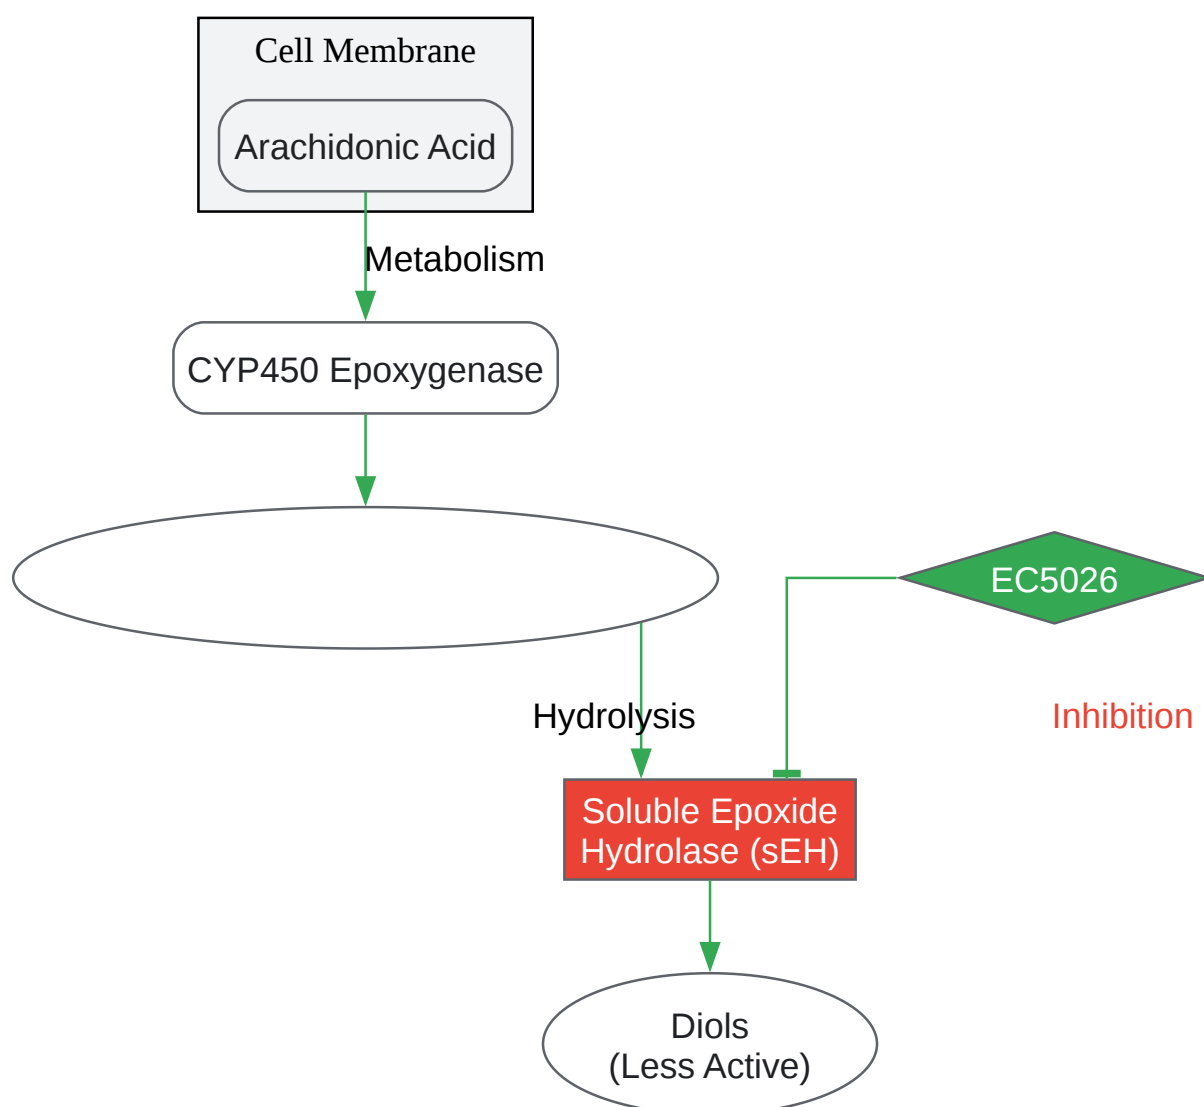 Cell Membrane
Arachidonic Acid
Metabolism
CYP450 Epoxygenase
EC5026
Hydrolysis
Inhibition
Soluble Epoxide
Hydrolase (sEH)
Diols
(Less Active)